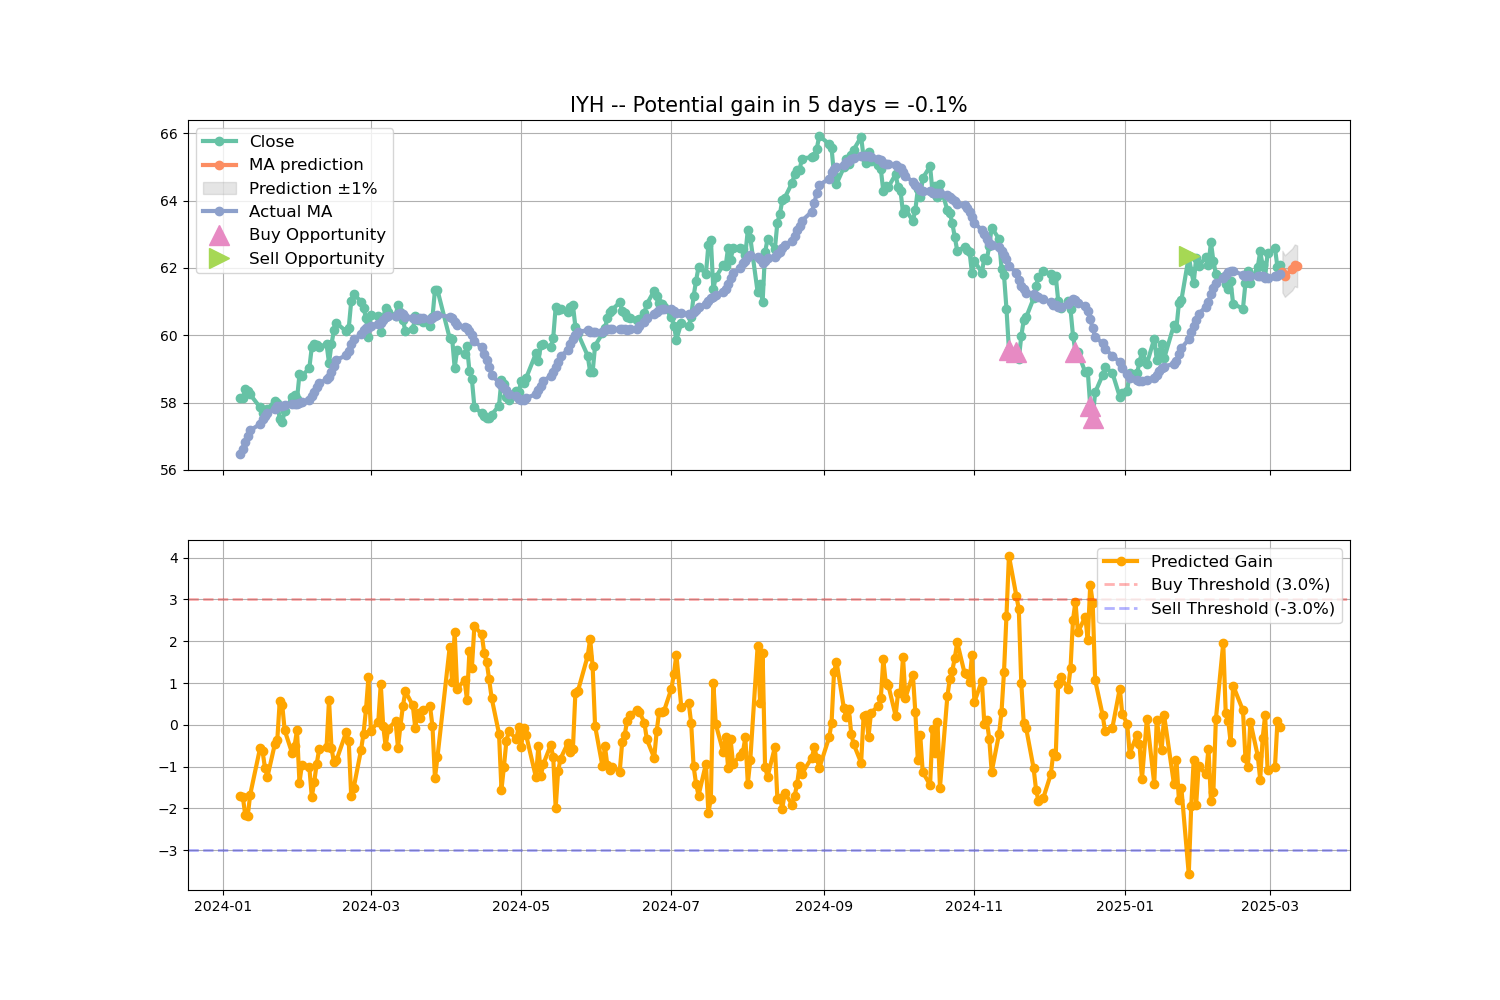 IYH -- Potential gain in 5 days = -0.1%
66
64
62
60
58
56
Close
MA prediction
Prediction ±1%
Actual MA
Buy Opportunity
Sell Opportunity
4
3
2
1
0
−1
−2
−3
Predicted Gain
Buy Threshold (3.0%)
Sell Threshold (-3.0%)
2024-01
2024-03
2024-05
2024-07
2024-09
2024-11
2025-01
2025-03